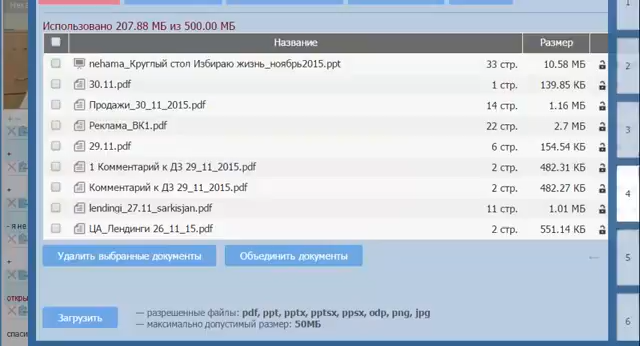 Использовано 207.88 МБ из 500.00 МБ
Название Размер
nehama_Круглый стол Избираю жизнь_ноябрь2015.ppt 33 стр. 10.58 МБ
30.11.pdf 1 стр. 139.85 КБ
Продажи_30_11_2015.pdf 14 стр. 1.16 МБ
Реклама_ВК1.pdf 22 стр. 2.7 МБ
29.11.pdf 6 стр. 154.54 КБ
1 Комментарий к ДЗ 29_11_2015.pdf 2 стр. 482.31 КБ
Комментарий к ДЗ 29_11_2015.pdf 2 стр. 482.27 КБ
lendingi_27.11_sarkisjan.pdf 11 стр. 1.01 МБ
ЦА_Лендинги 26_11_15.pdf 2 стр. 551.14 КБ
Удалить выбранные документы Объединить документы
Загрузить
— разрешенные файлы: pdf, ppt, pptx, pptsx, ppsx, odp, png, jpg
— максимально допустимый размер: 50МБ
1
2
3
4
5
6